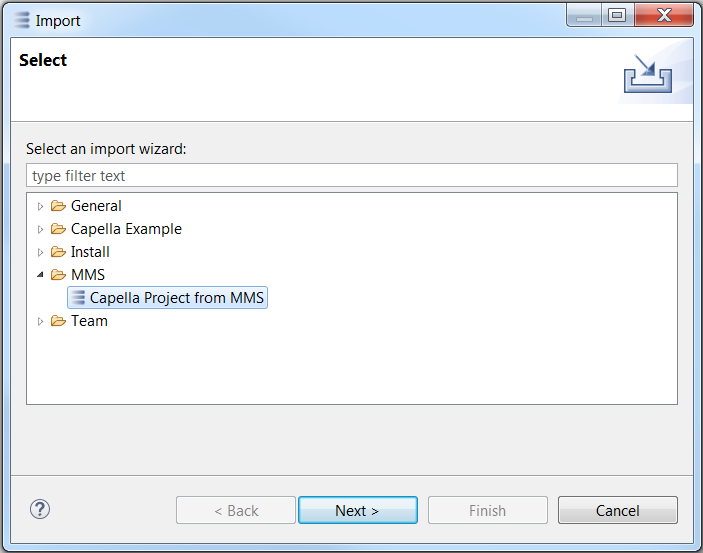 Import
Select
Select an import wizard:
type filter text
General
Capella Example
Install
MMS
Capella Project from MMS
Team
?
< Back
Next >
Finish
Cancel